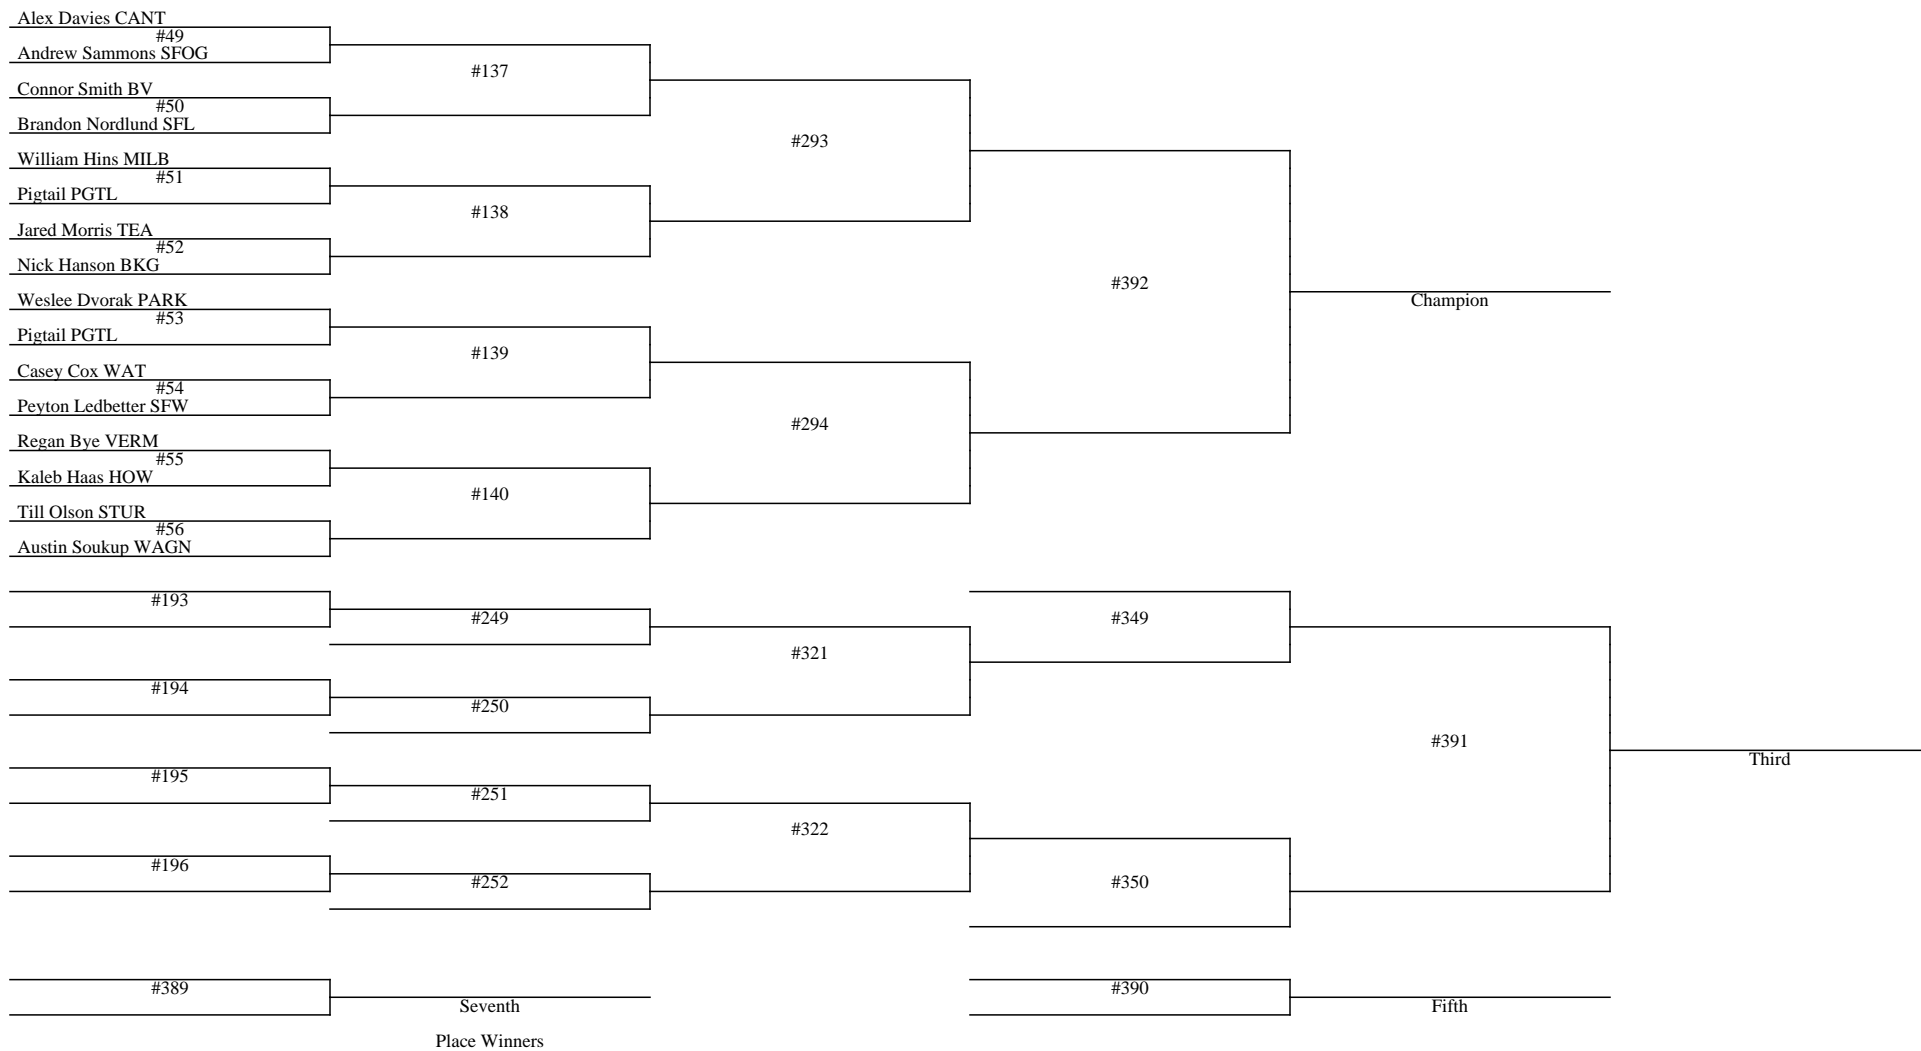 Alex Davies CANT
#49
Andrew Sammons SFOG
#137
Connor Smith BV
#50
Brandon Nordlund SFL
#293
William Hins MILB
#51
Pigtail PGTL
#138
Jared Morris TEA
#52
Nick Hanson BKG
#392
Champion
Weslee Dvorak PARK
#53
Pigtail PGTL
#139
Casey Cox WAT
#54
Peyton Ledbetter SFW
#294
Regan Bye VERM
#55
Kaleb Haas HOW
#140
Till Olson STUR
#56
Austin Soukup WAGN
#193
#249
#349
#321
#194
#250
#391
Third
#195
#251
#322
#196
#252
#350
#389
Seventh
#390
Fifth
Place Winners